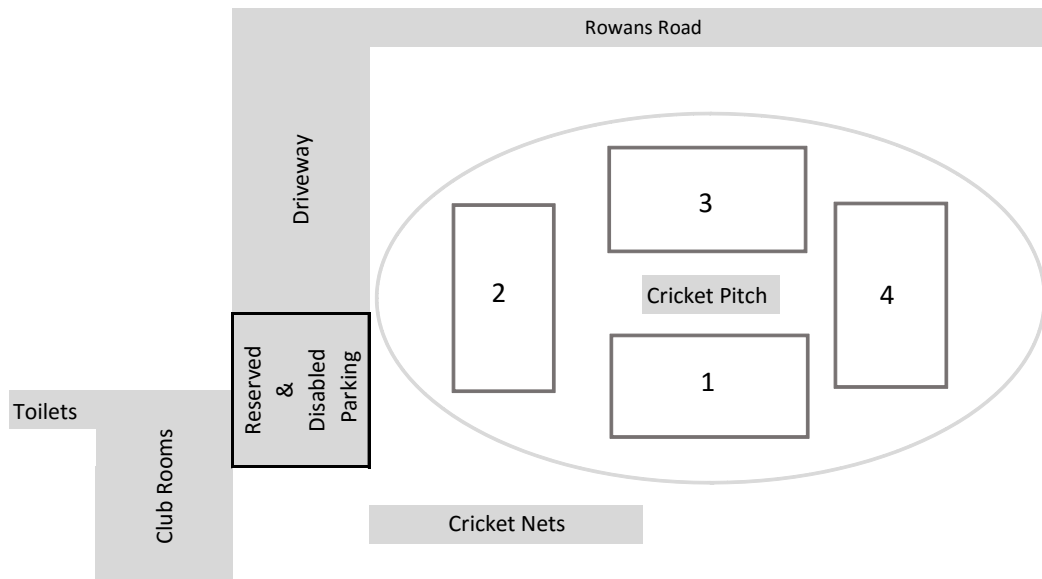 Rowans Road
Driveway
3
2
Cricket Pitch
4
1
Reserved
&
Disabled
Parking
Toilets
Club Rooms
Cricket Nets